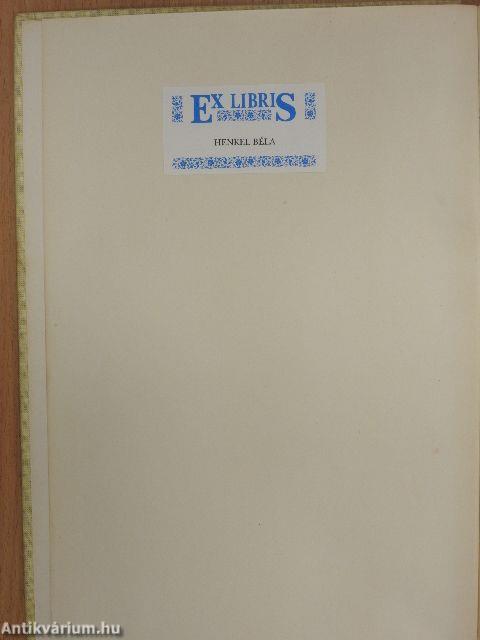 EX LIBRIS
HENKEL BÉLA
Antikvárium.hu